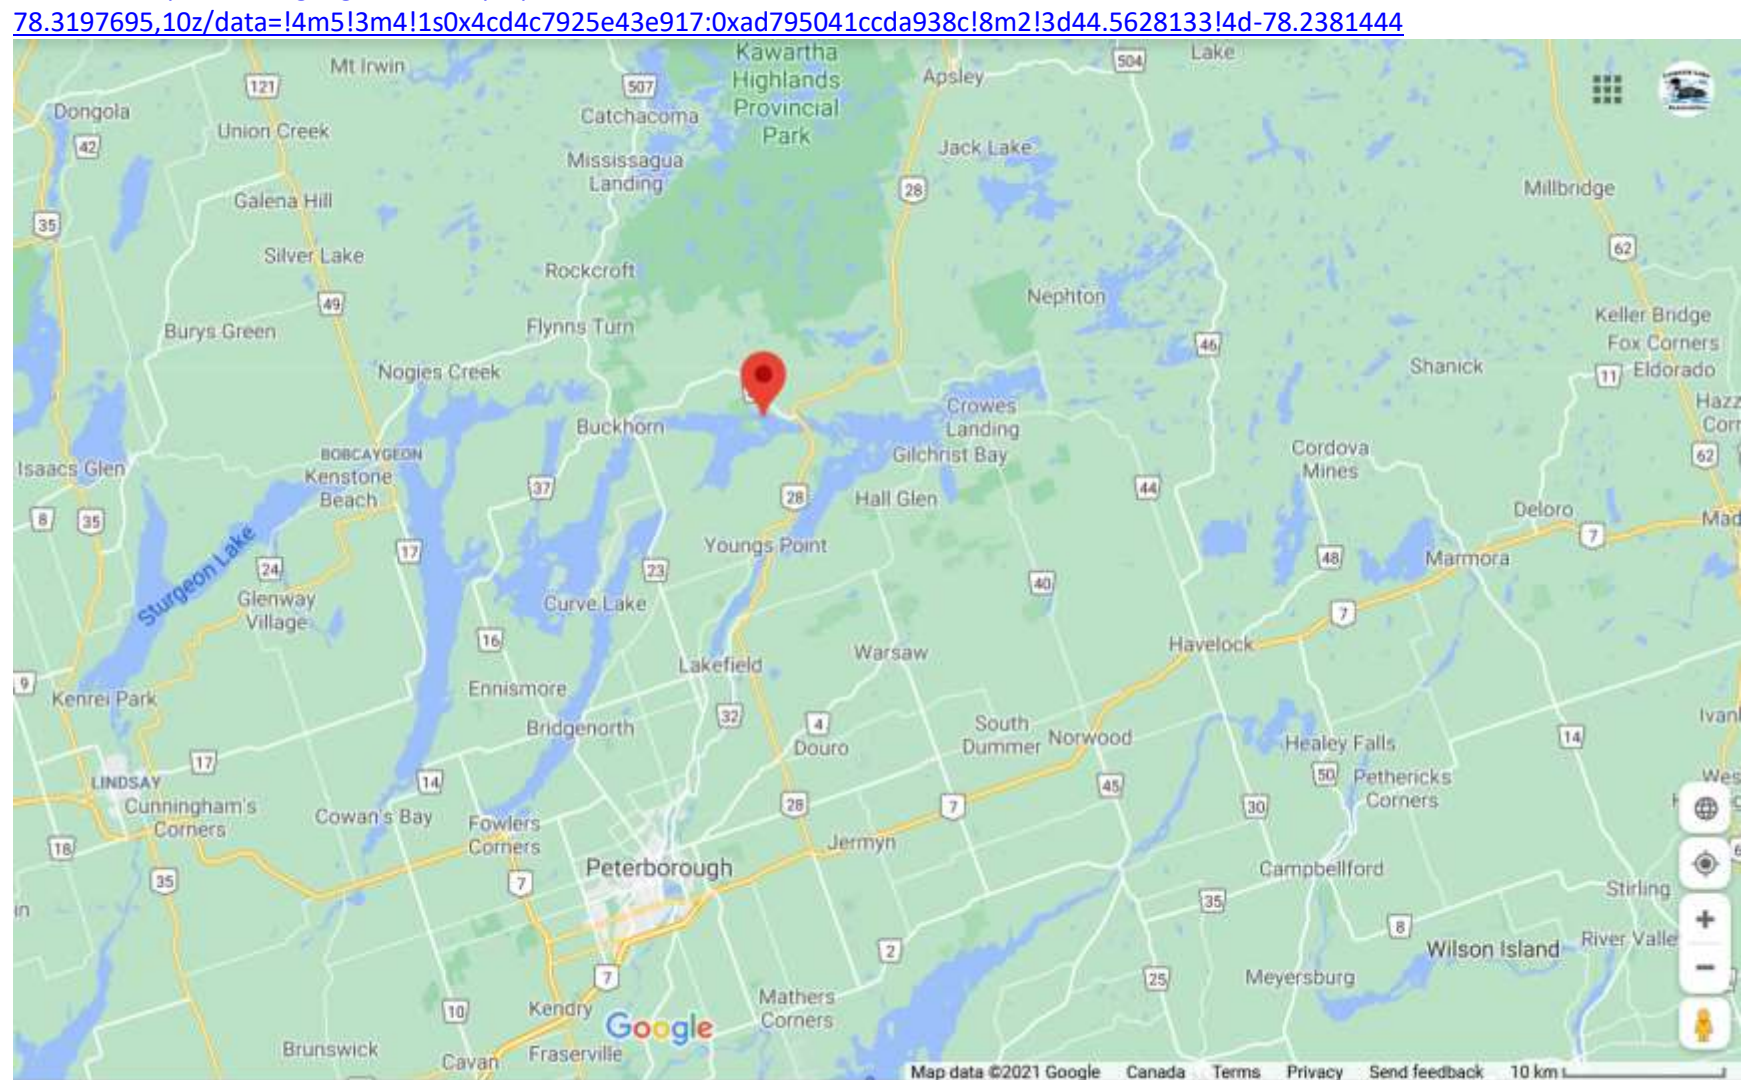 78.3197695,10z/data=!4m5!3m4!1s0x4cd4c7925e43e917:0xad795041ccda938c!8m2!3d44.5628133!4d-78.2381444
Kawartha
Highlands
Provincial
Park
Mt Irwin
121
507
Apsley
504
Lake
Dongola
42
Union Creek
Catchacoma
Mississagua
Landing
Jack Lake
28
Millbridge
35
Galena Hill
Silver Lake
Rockcroft
62
Nephton
49
Burys Green
Flynns Turn
46
Keller Bridge
Fox Corners
Eldorado
11
Shanick
Nogies Creek
Buckhorn
Crowes
Landing
Gilchrist Bay
Hazz
Corr
62
Isaacs Glen
BOBCAYGEON
Kenstone
Beach
37
28
Hall Glen
44
Cordova
Mines
8
35
Deloro
Mad
7
Sturgeon Lake
17
24
Youngs Point
23
48
Marmora
40
Glenway
Village
Curve Lake
7
16
Warsaw
Havelock
9
Kenrei Park
Lakefield
Ennismore
32
4
Douro
South
Dummer
Norwood
Ivanl
14
Bridgenorth
17
Healey Falls
50
Pethericks
Corners
LINDSAY
14
45
Wes
Cunningham's
Corners
Cowan's Bay
Fowlers
Corners
28
7
30
18
Jermyn
Peterborough
35
7
Campbellford
35
Stirling
in
8
2
Wilson Island
River Valle
25
Meyersburg
7
10
Kendry
Mathers
Corners
Google
Brunswick
Cavan
Fraserville
Map data ©2021 Google Canada Terms Privacy Send feedback 10 km